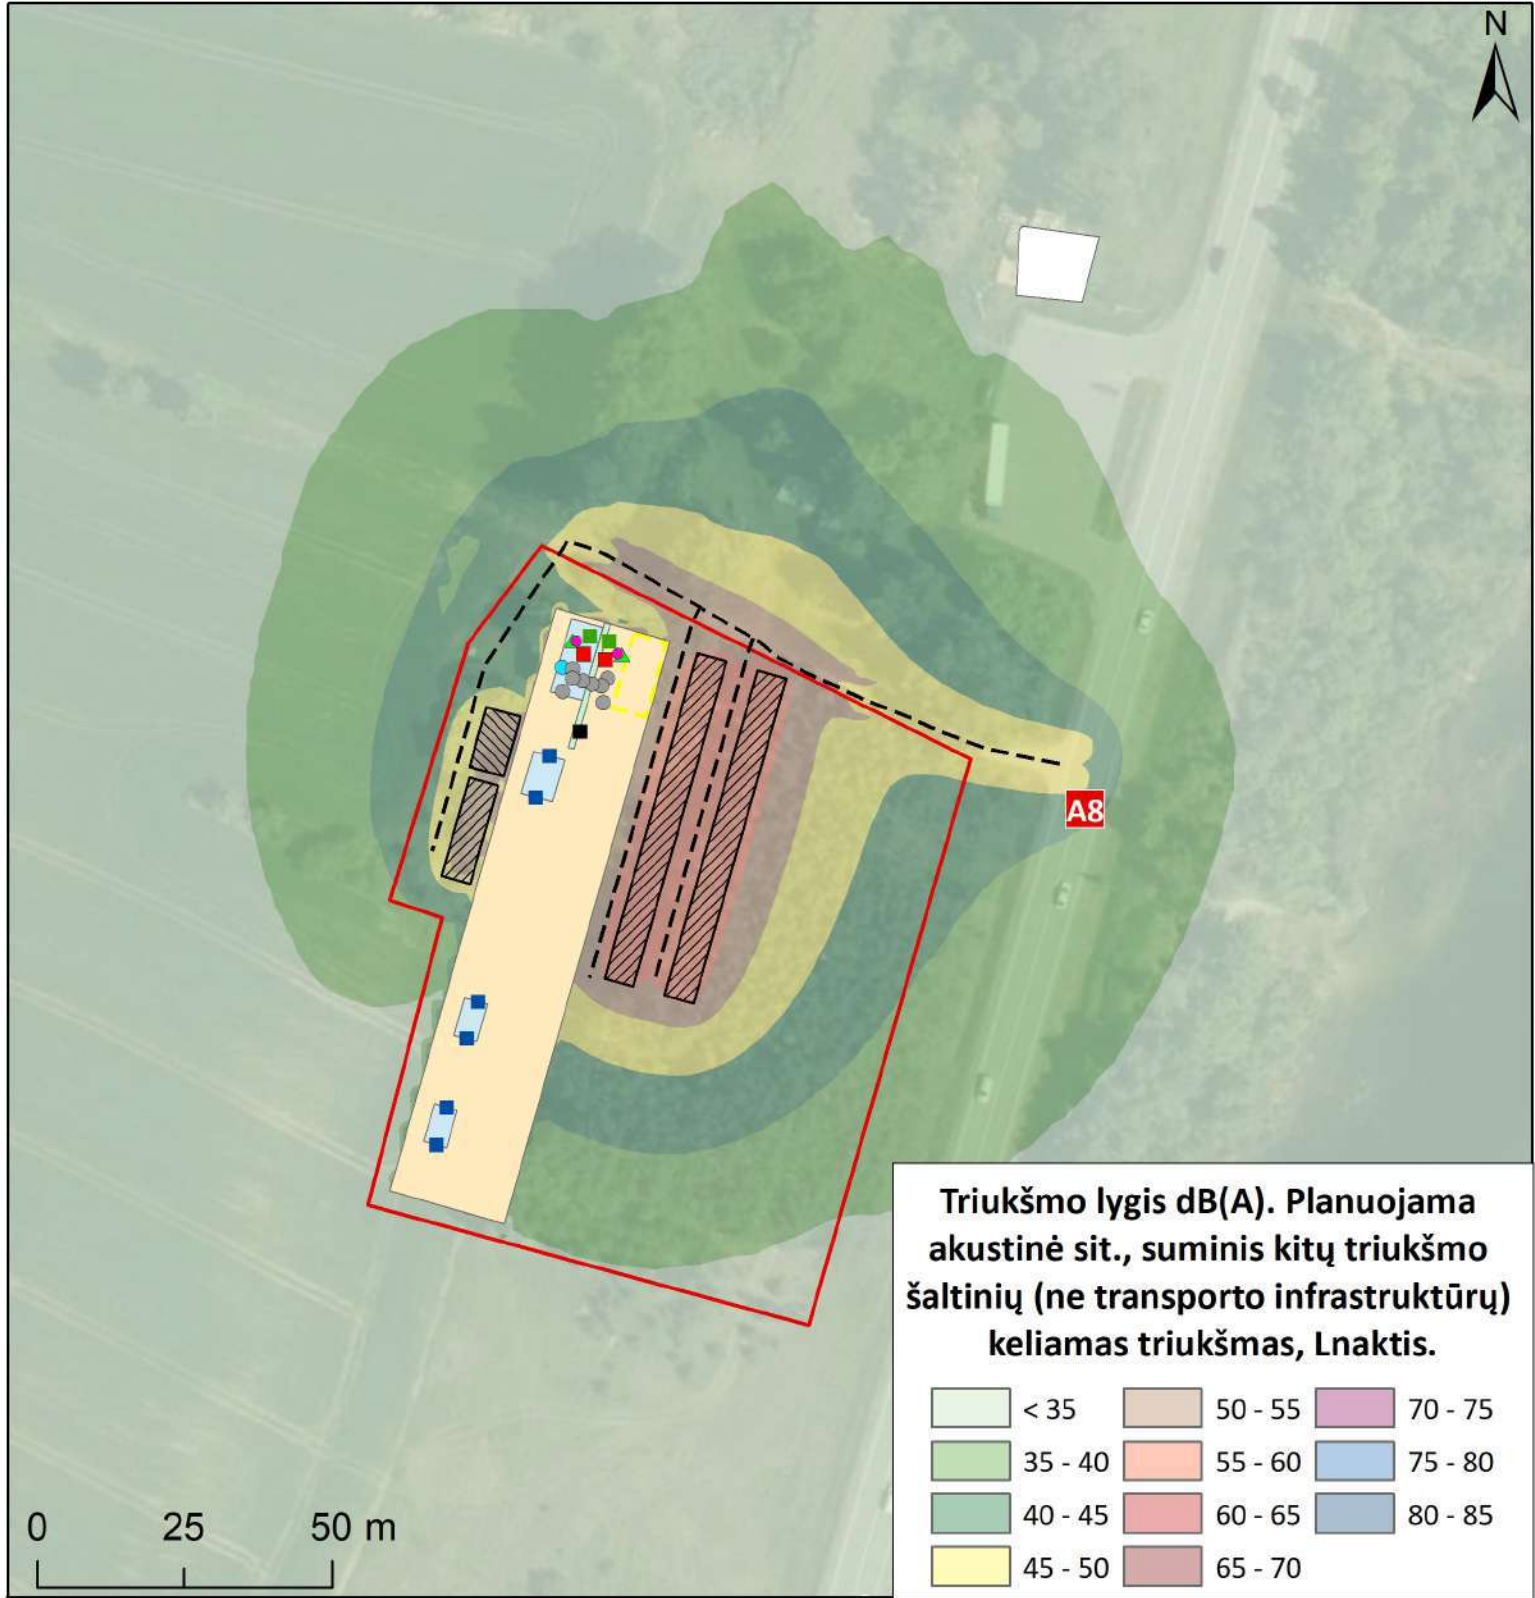 N
A8
Triukšmo lygis dB(A). Planuojama
akustinė sit., suminis kitų triukšmo
šaltinių (ne transporto infrastruktūrų)
keliamas triukšmas, Lnaktis.
< 35
50 - 55
70 - 75
35 - 40
55 - 60
75 - 80
40 - 45
60 - 65
80 - 85
45 - 50
65 - 70
0 25 50 m